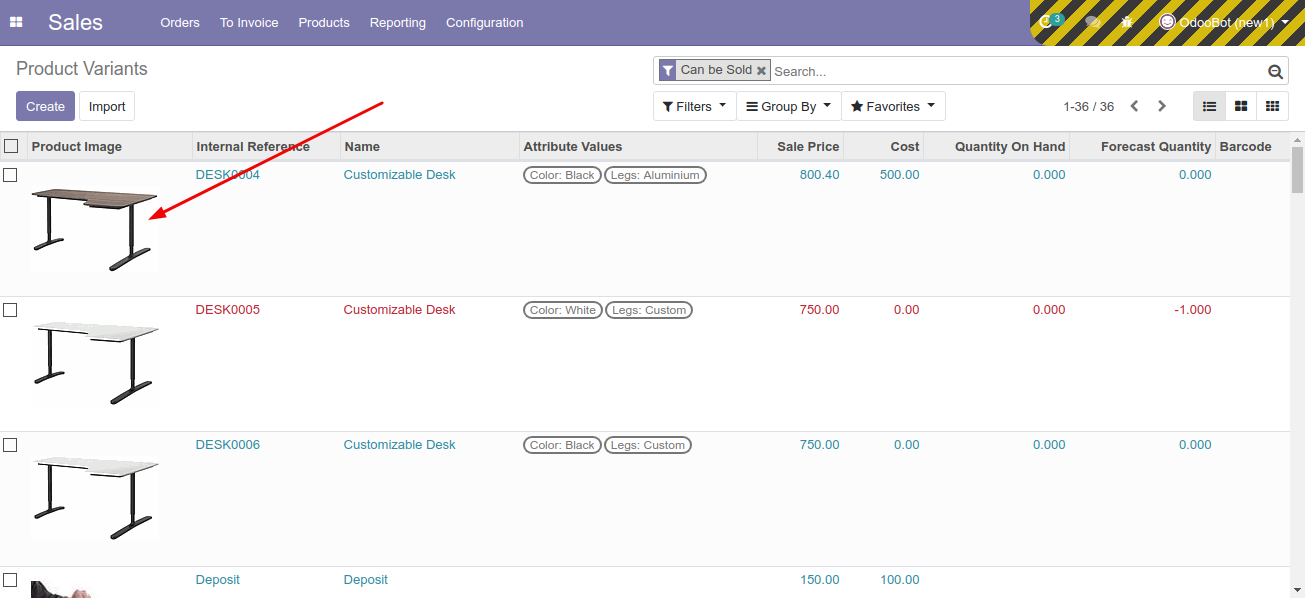 Sales Orders To Invoice Products Reporting Configuration 3 OdooBot (new1)
Product Variants Can be Sold Search...
Create Import Filters Group By Favorites 1-36 / 36
Product Image Internal Reference Name Attribute Values Sale Price Cost Quantity On Hand Forecast Quantity Barcode
DESK0004 Customizable Desk Color: Black Legs: Aluminium 800.40 500.00 0.000 0.000
DESK0005 Customizable Desk Color: White Legs: Custom 750.00 0.00 0.000 -1.000
DESK0006 Customizable Desk Color: Black Legs: Custom 750.00 0.00 0.000 0.000
Deposit Deposit 150.00 100.00